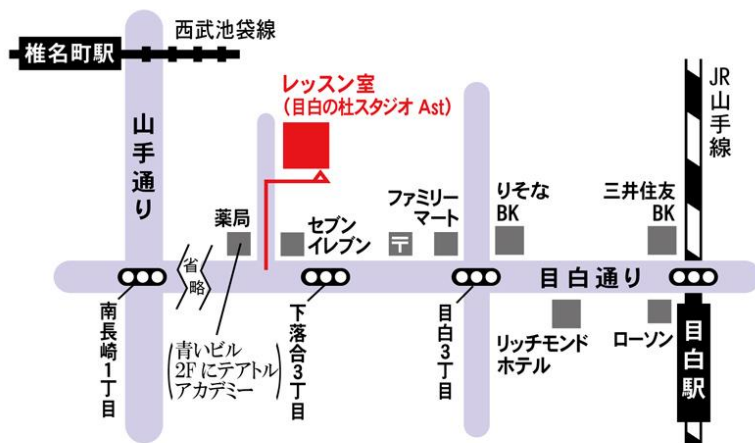 西武池袋線
椎名町駅
レッスン室
(目白の杜スタジオ Ast)
JR山手線
山手通り
薬局
セブン
イレブン
〒
ファミリー
マート
りそな
BK
三井住友
BK
省略
目白通り
南長崎1丁目
(青いビル
2Fにテアトル
アカデミー)
下落合3丁目
目白3丁目
リッチモンド
ホテル
ローソン
目白駅